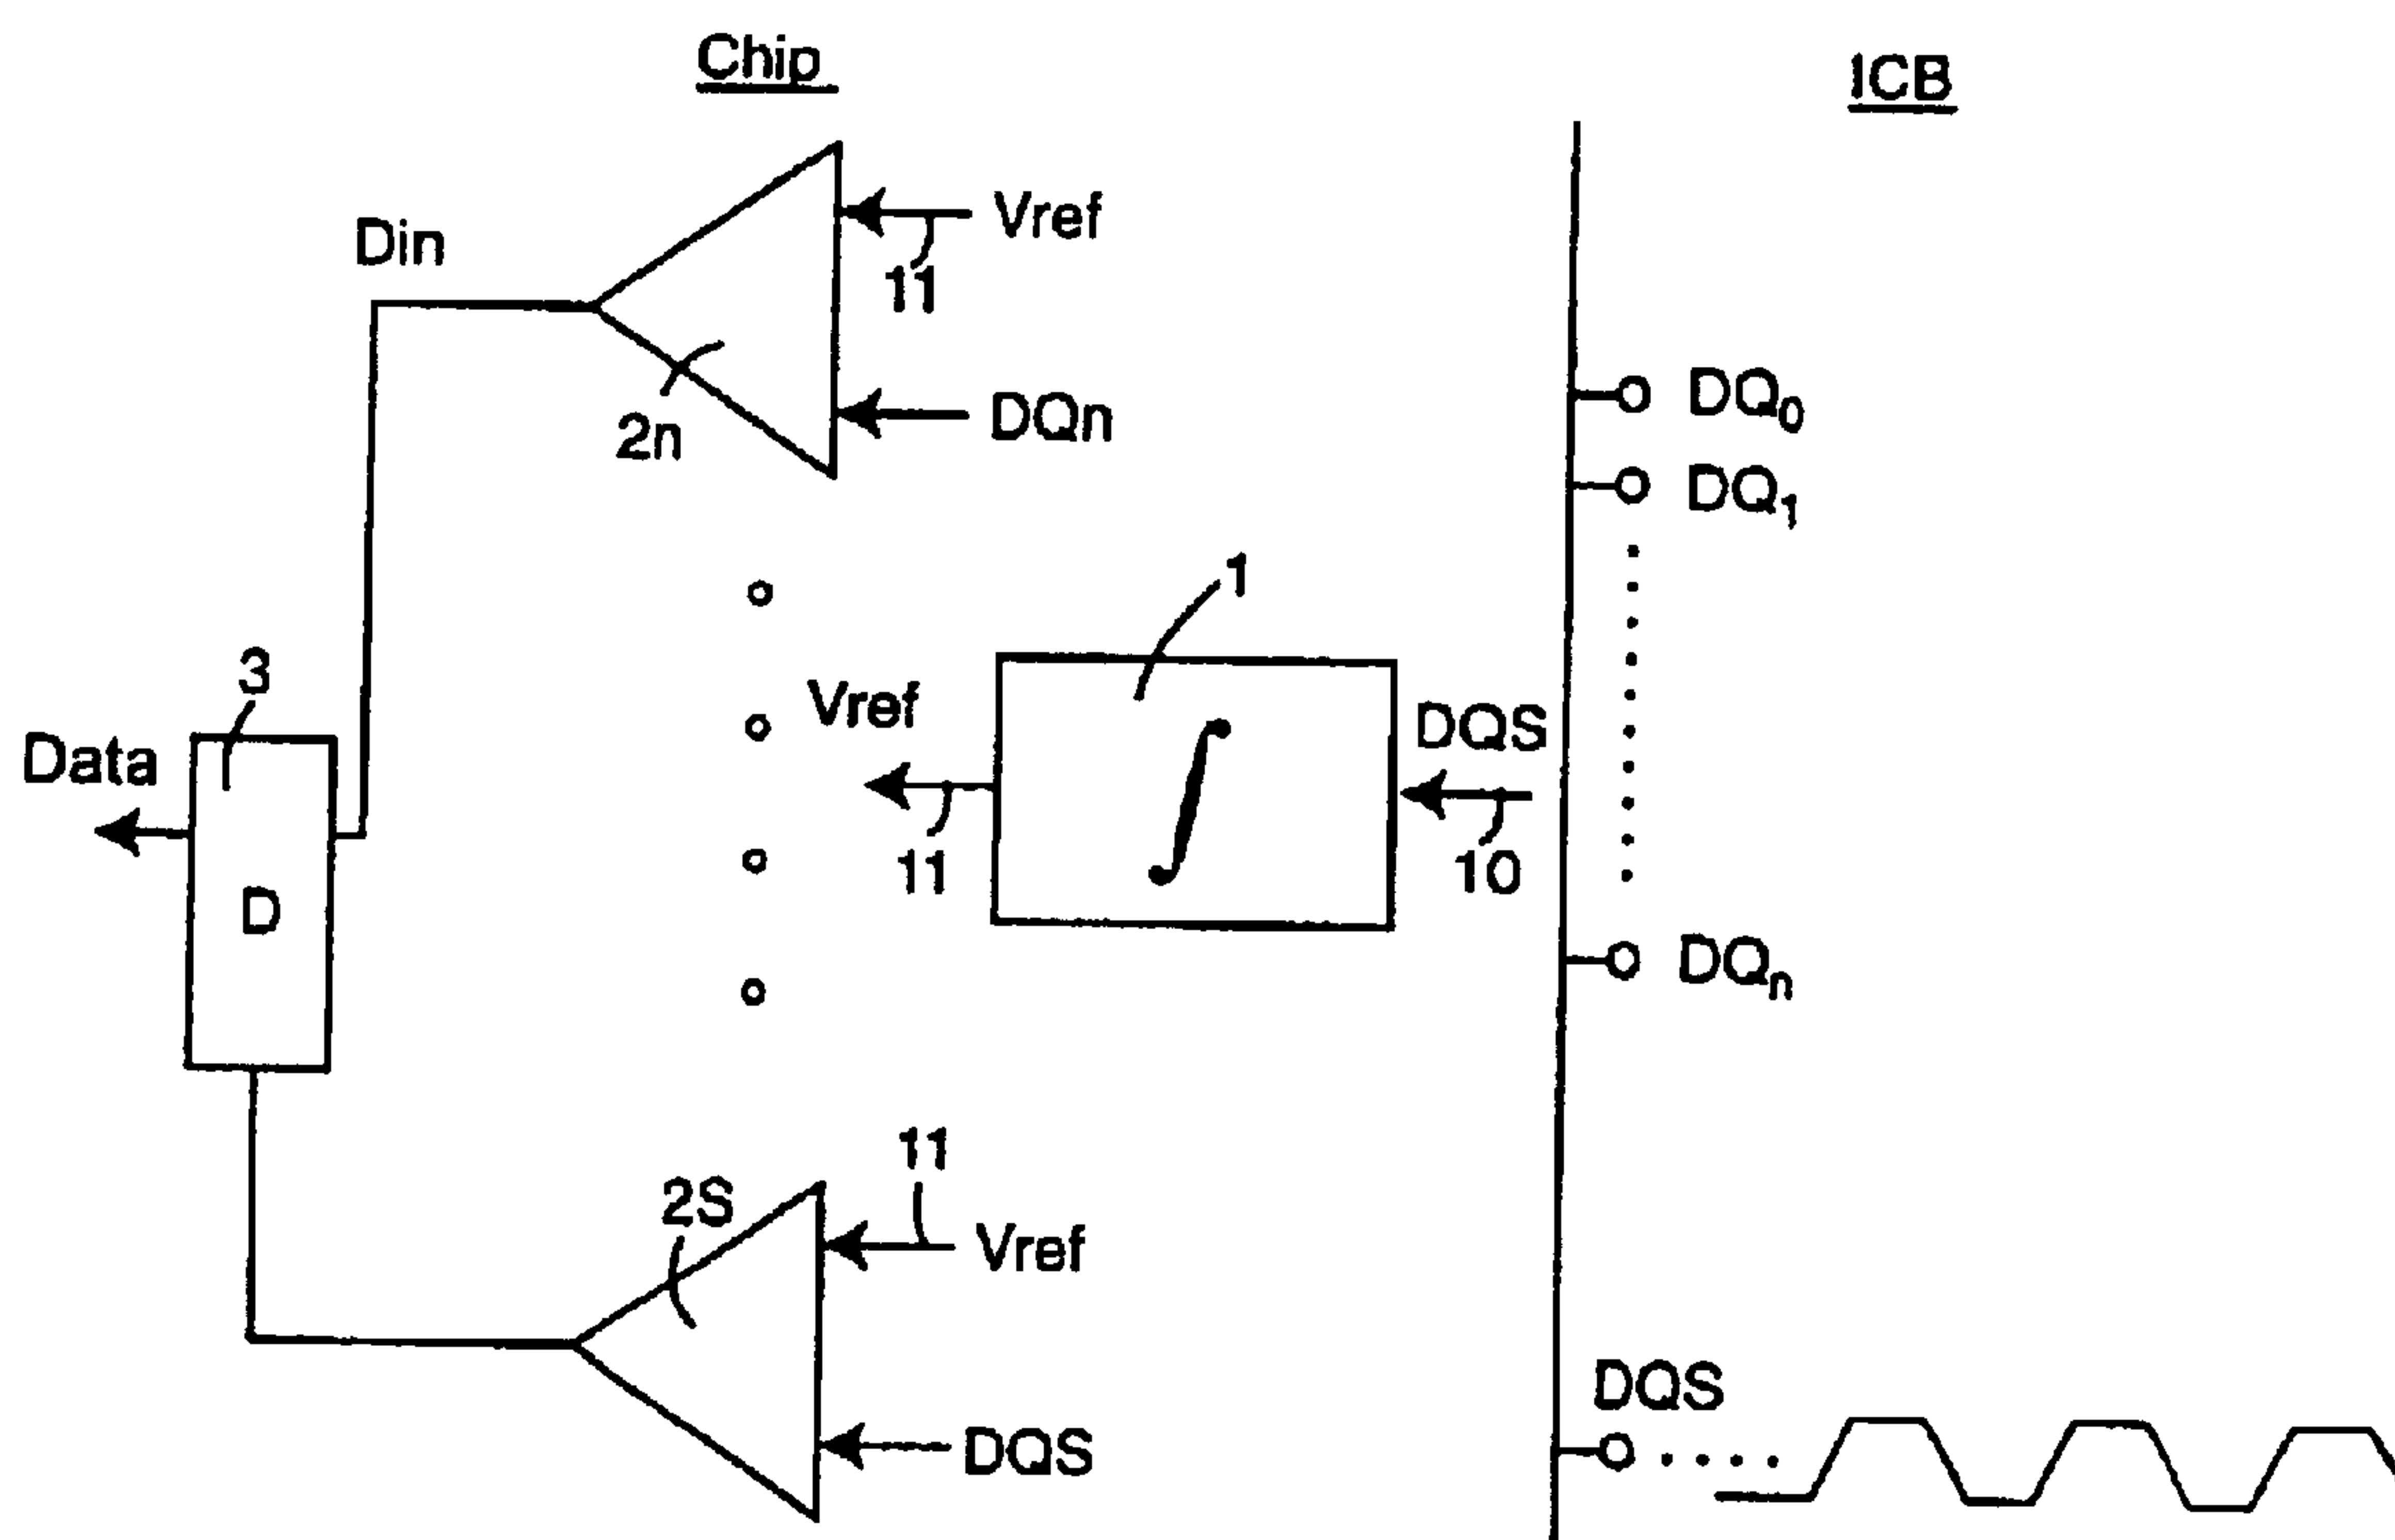 Chip
ICB
Din
Vref
11
DQn
2n
DQ0
DQ1
1
3
Vref
DQS
Data
11
10
D
DQn
11
2S
Vref
DQS
DQS